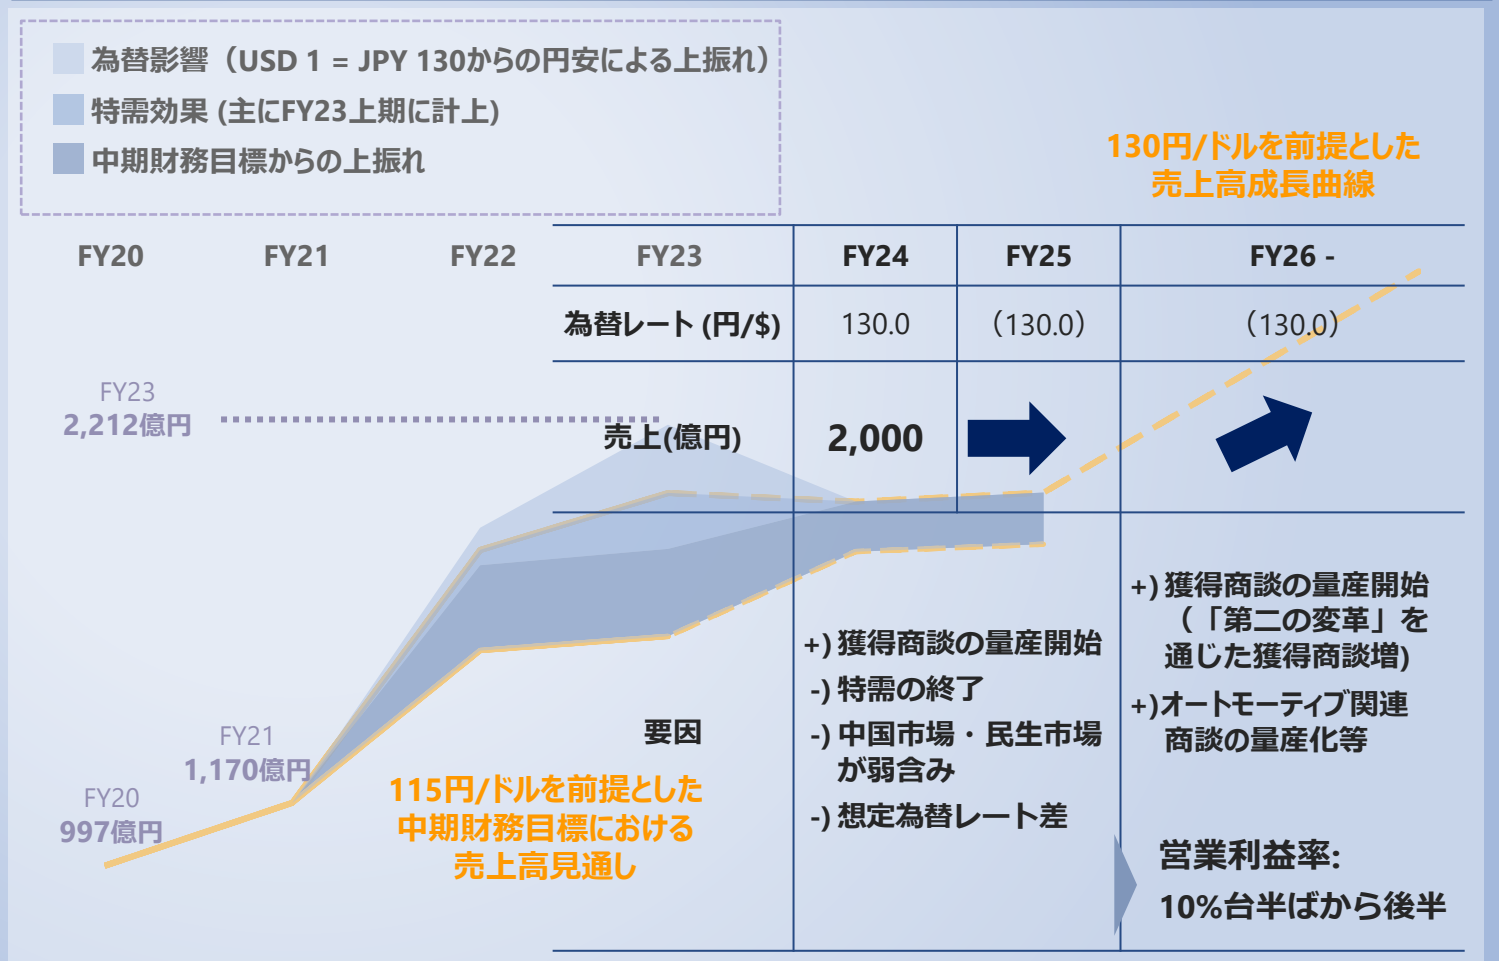 為替影響（USD 1 = JPY 130からの円安による上振れ）
特需効果 (主にFY23上期に計上)
中期財務目標からの上振れ
130円/ドルを前提とした
売上高成長曲線
FY20
FY21
FY22
FY23
FY24
FY25
FY26 -
為替レート (円/$)
130.0
（130.0）
（130.0）
FY23
2,212億円
売上(億円)
2,000
要因
+) 獲得商談の量産開始
-) 特需の終了
-) 中国市場・民生市場
が弱含み
-) 想定為替レート差
+) 獲得商談の量産開始
（「第二の変革」を
通じた獲得商談増)
+)オートモーティブ関連
商談の量産化等
FY21
1,170億円
FY20
997億円
115円/ドルを前提とした
中期財務目標における
売上高見通し
営業利益率:
10%台半ばから後半